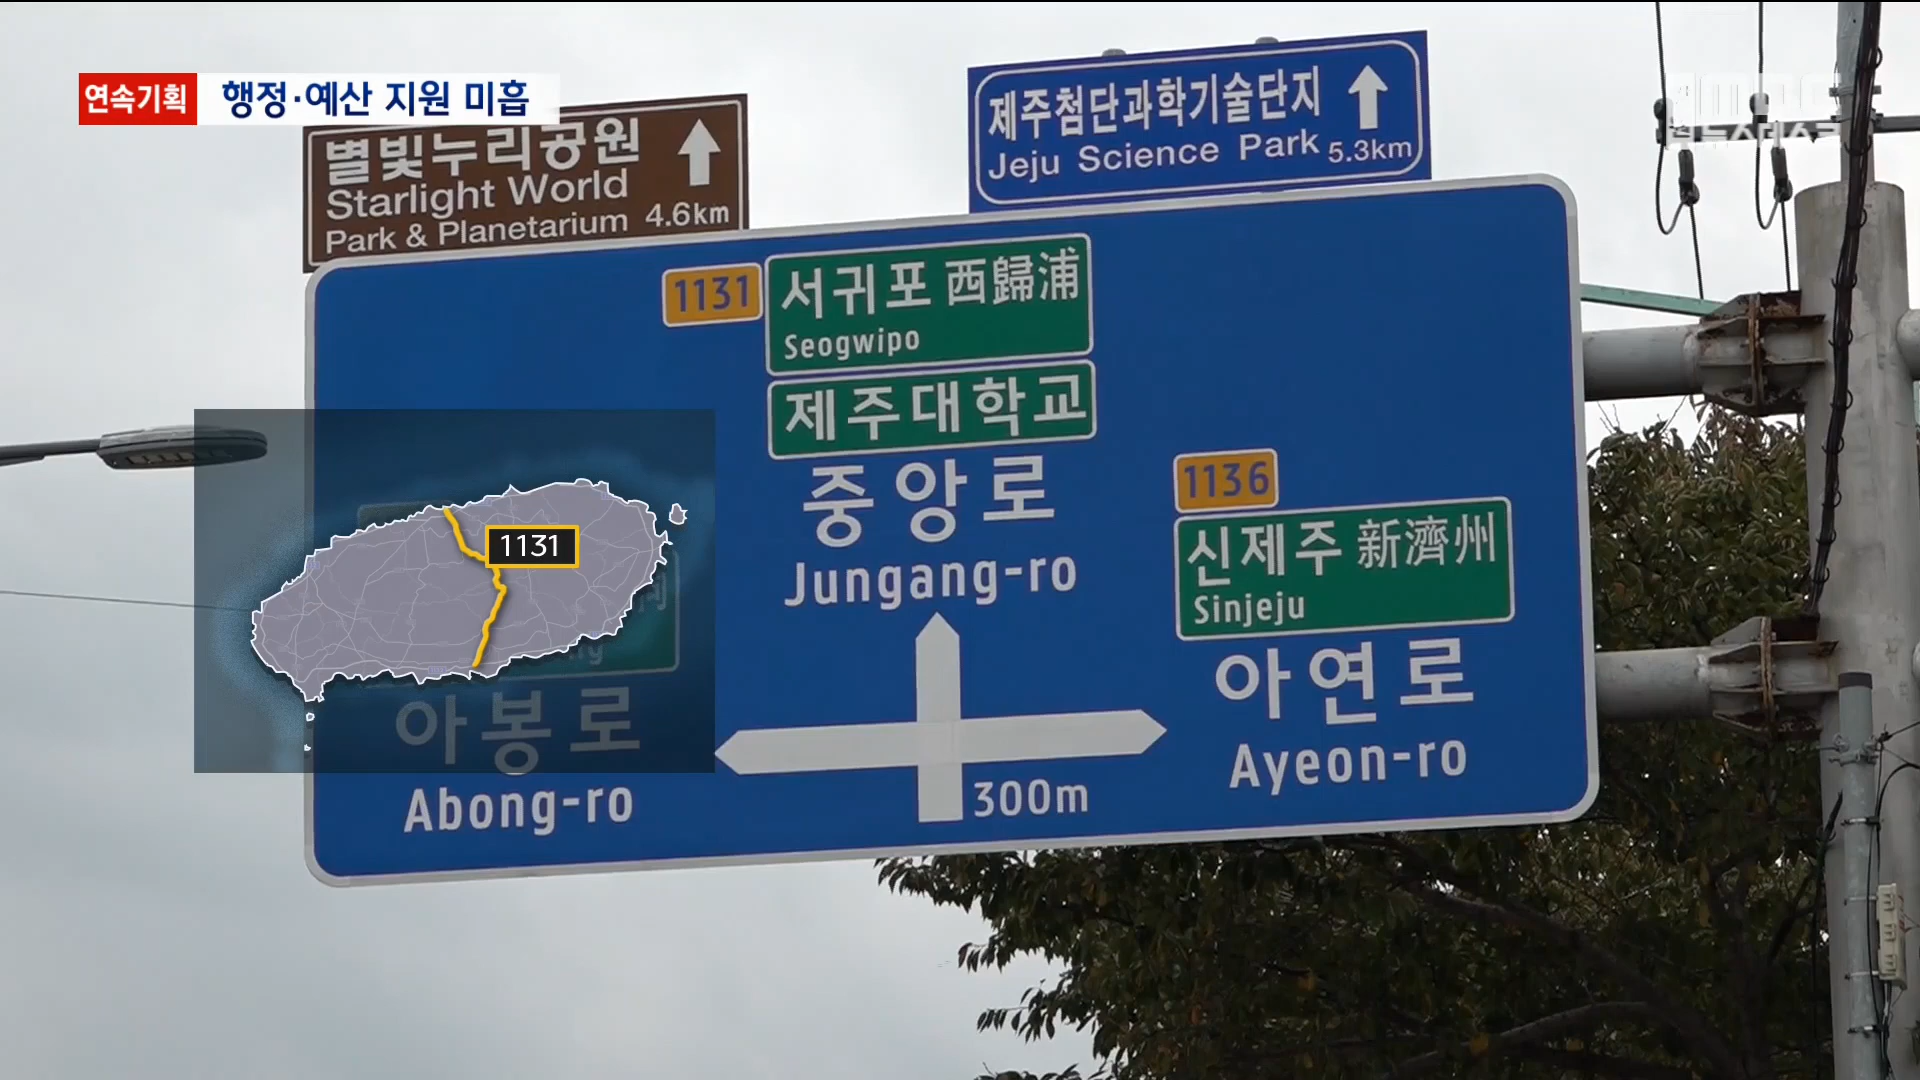 연속기획 행정·예산 지원 미흡
별빛누리공원
Starlight World
Park & Planetarium 4.6km
제주첨단과학기술단지
Jeju Science Park 5.3km
1131
서귀포 西歸浦
Seogwipo
제주대학교
중앙로
Jungang-ro
1136
신제주 新濟州
Sinjeju
아연로
Ayeon-ro
1131
아봉로
Abong-ro
300m